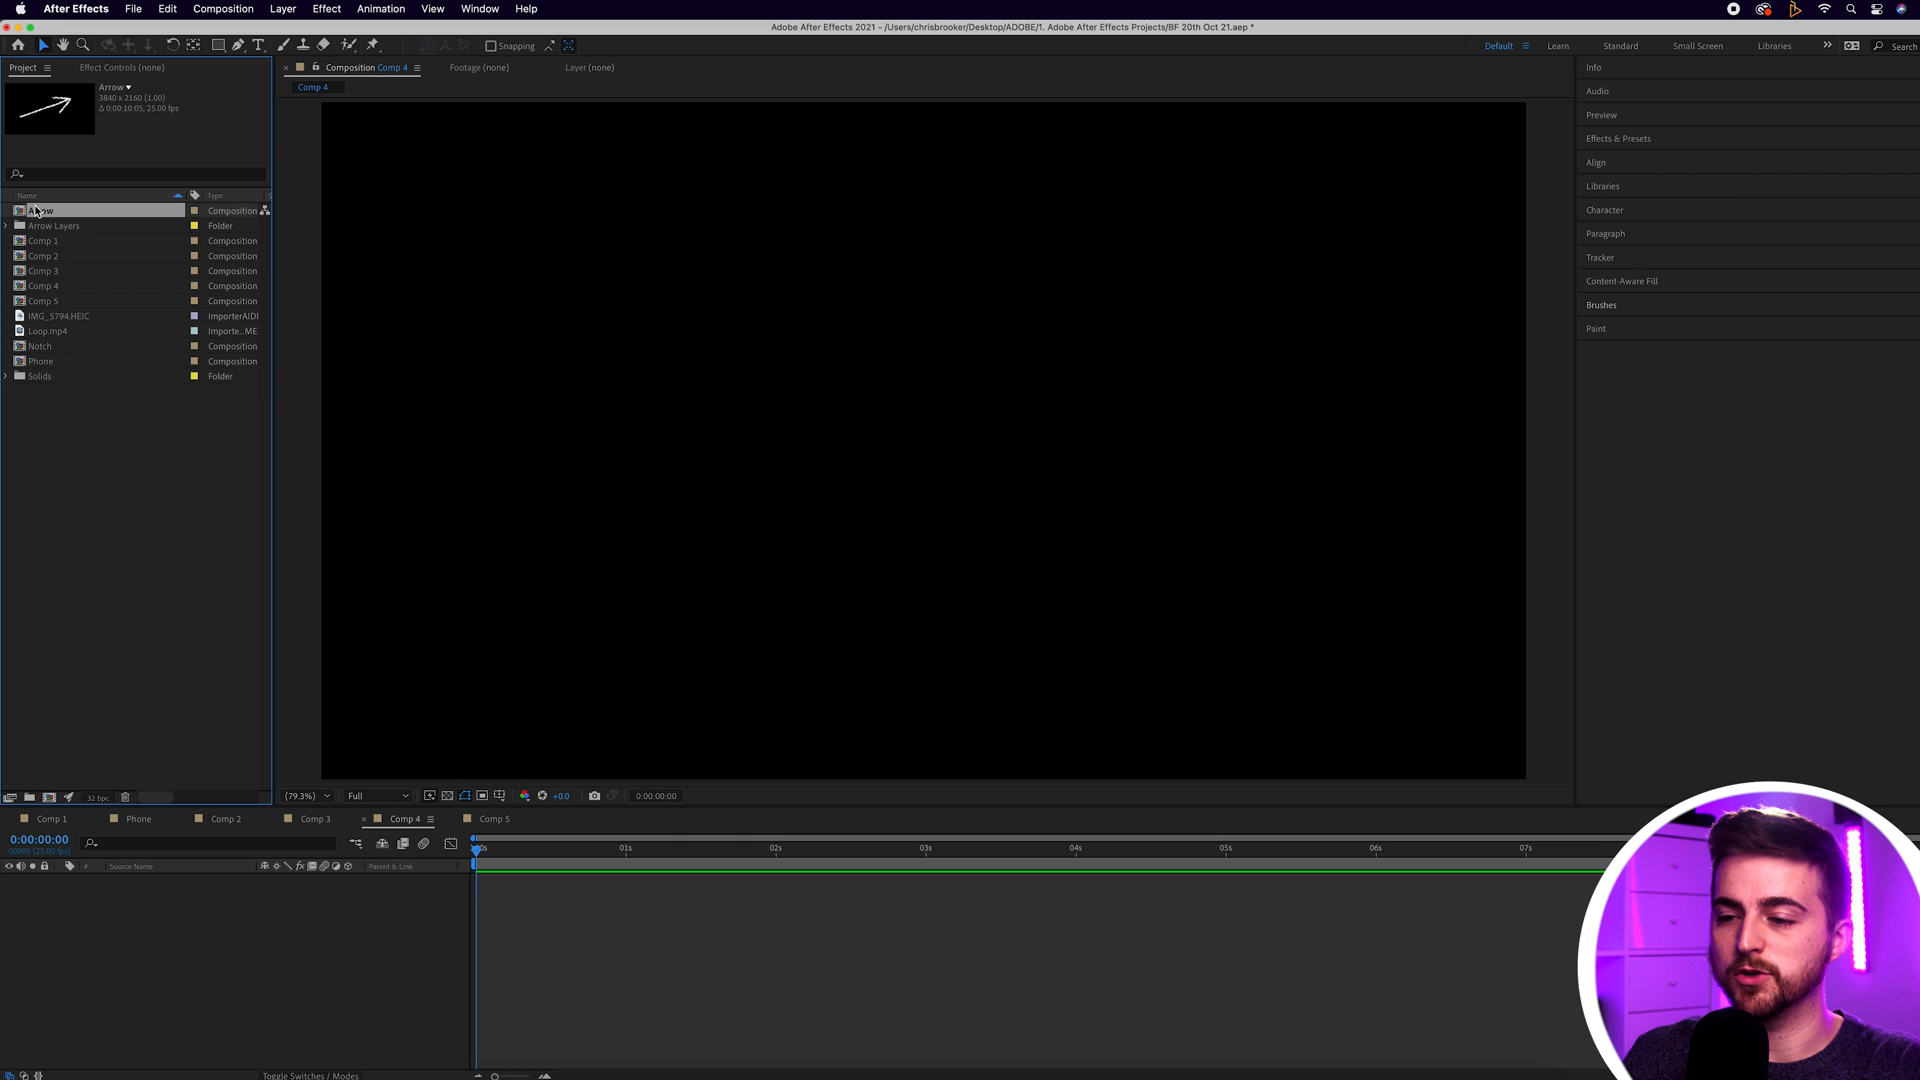 After Effects File Edit Composition Layer Effect Animation View Window Help
Adobe After Effects 2021 - /Users/chrisbrooker/Desktop/ADOBE/1. Adobe After Effects Projects/BF 20th Oct 21.aep *
Snapping
Default Learn Standard Small Screen Libraries Search
Project Effect Controls (none)
Composition Comp 4 Footage (none) Layer (none)
Arrow
3840 x 2160 (1.00)
Δ 0:00:10:05, 25.00 fps
Comp 4
Name Type
Arrow Composition
Arrow Layers Folder
Comp 1 Composition
Comp 2 Composition
Comp 3 Composition
Comp 4 Composition
Comp 5 Composition
IMG_5794.HEIC ImporterAIDI
Loop.mp4 Importe...ME
Notch Composition
Phone Composition
Solids Folder
Info
Audio
Preview
Effects & Presets
Align
Libraries
Character
Paragraph
Tracker
Content-Aware Fill
Brushes
Paint
32 bpc
(79.3%) Full +0.0 0:00:00:00
Comp 1 Phone Comp 2 Comp 3 Comp 4 Comp 5
0:00:00:00
00000 (25.00 fps)
01s 02s 03s 04s 05s 06s 07s
# Source Name Parent & Link
Toggle Switches / Modes